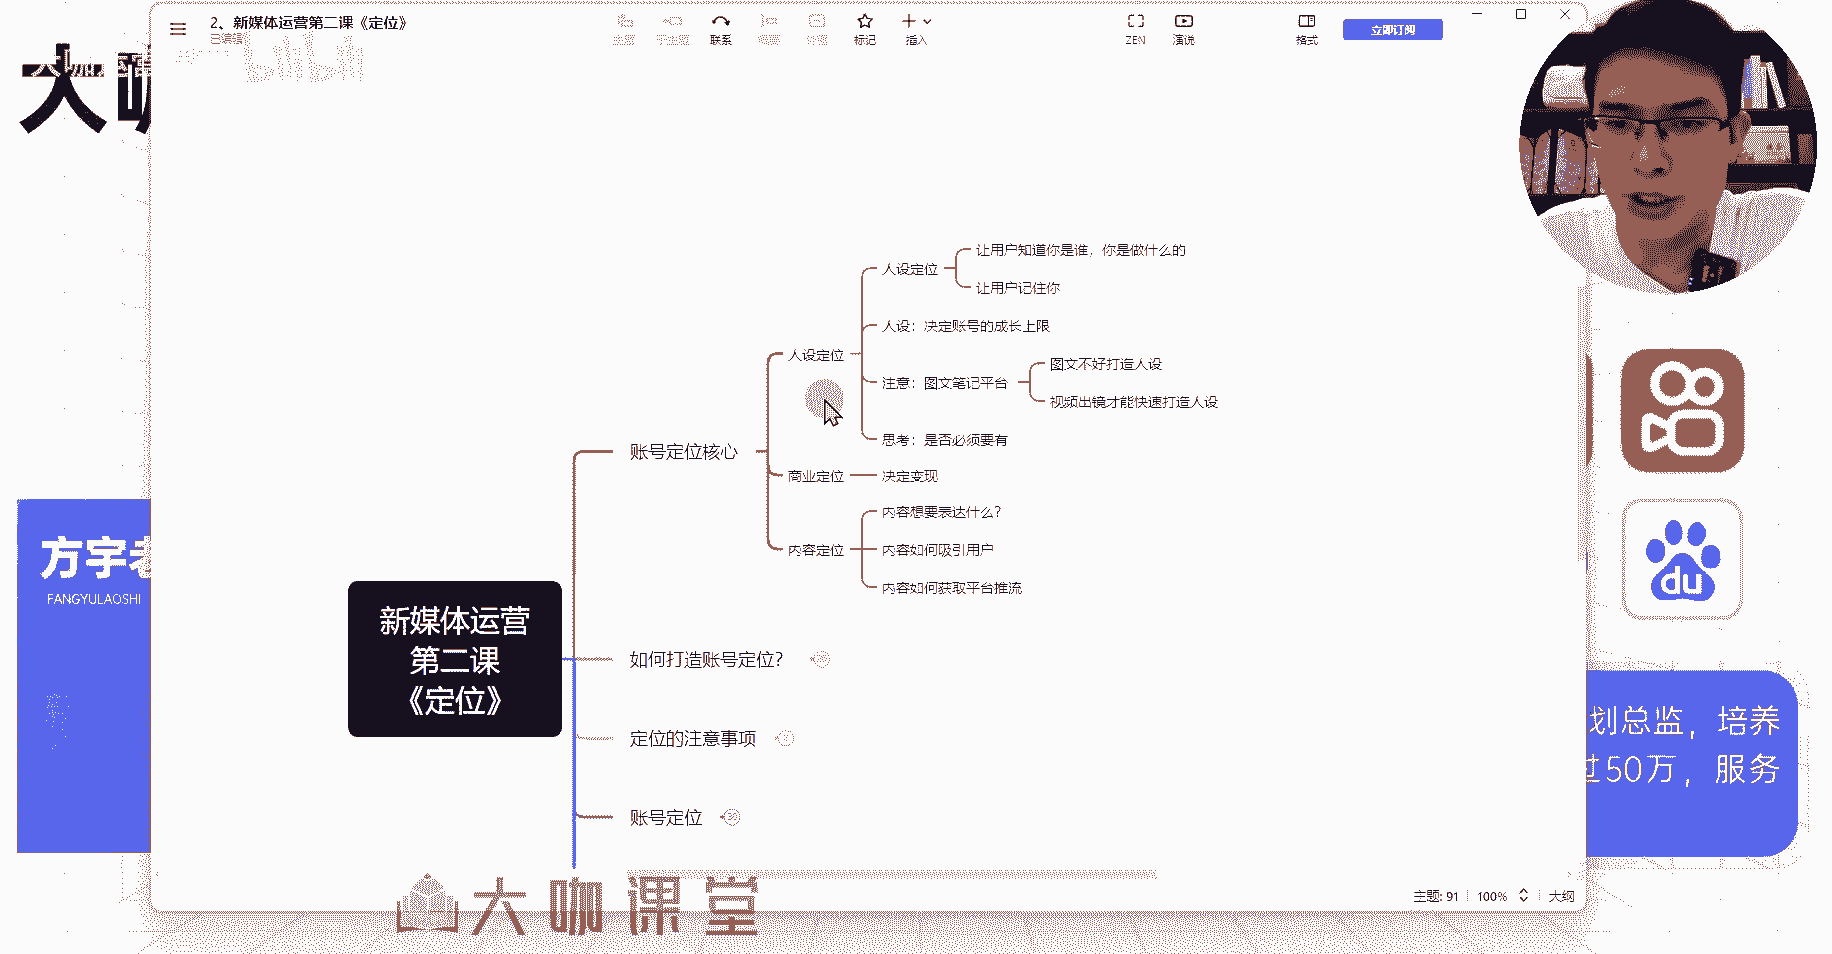 2、新媒体运营第二课《定位》
已编辑
联系
标记
插入
ZEN
演说
格式
立即订阅
bilibili
让用户知道你是谁，你是做什么的
人设定位
让用户记住你
人设：决定账号的成长上限
人设定位
图文不好打造人设
注意：图文笔记平台
视频出镜才能快速打造人设
思考：是否必须要有
账号定位核心
商业定位
决定变现
内容想要表达什么？
内容定位
内容如何吸引用户
内容如何获取平台推流
新媒体运营
第二课
《定位》
如何打造账号定位？
定位的注意事项
账号定位
方宇
FANGYULAOSHI
du
划总监，培养
过50万，服务
大咖课堂
主题: 91
100%
大纲